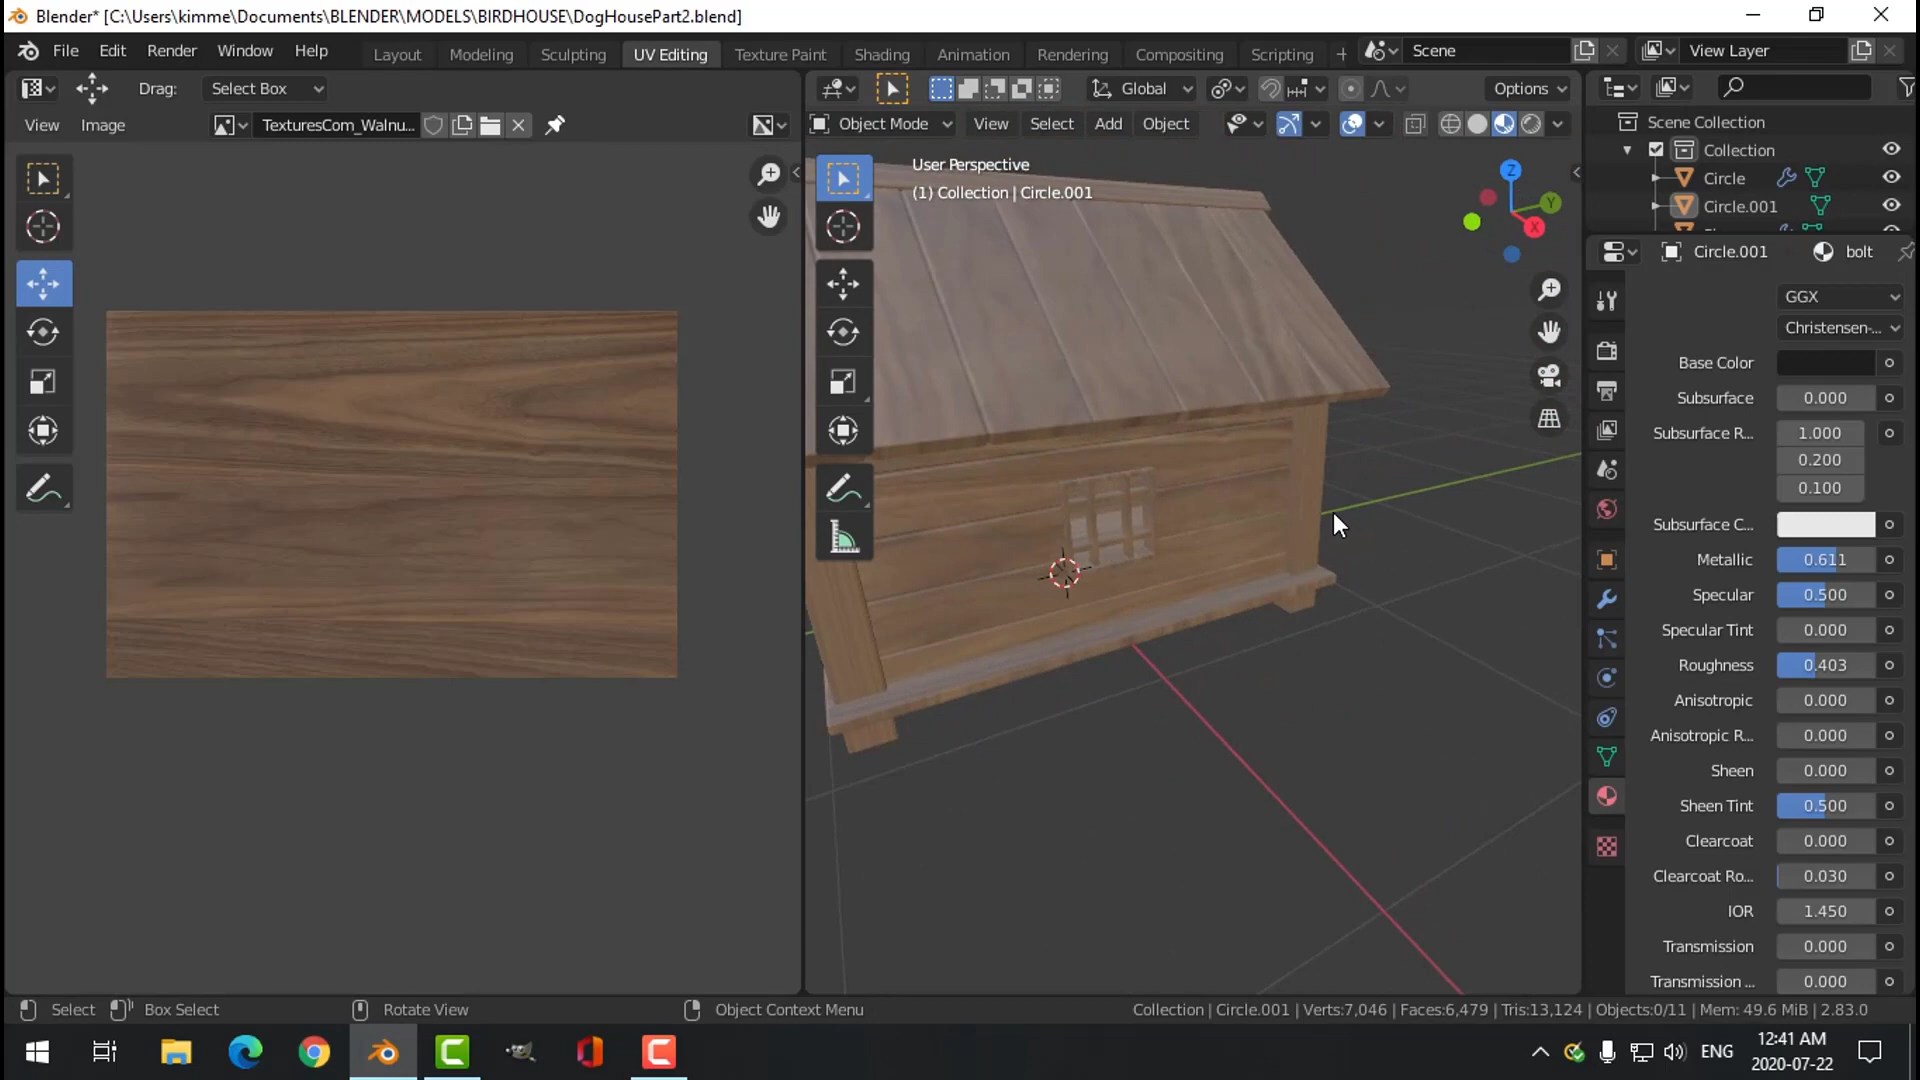 Blender* [C:\Users\kimme\Documents\BLENDER\MODELS\BIRDHOUSE\DogHousePart2.blend]
File Edit Render Window Help Layout Modeling Sculpting UV Editing Texture Paint Shading Animation Rendering Compositing Scripting + Scene View Layer
Drag: Select Box Global Options
View Image TexturesCom_Walnu... Object Mode View Select Add Object
Scene Collection
Collection
Circle
Circle.001
User Perspective
(1) Collection | Circle.001
Z
Y
X
Circle.001 bolt
GGX
Christensen-...
Base Color
Subsurface 0.000
Subsurface R... 1.000
0.200
0.100
Subsurface C...
Metallic 0.611
Specular 0.500
Specular Tint 0.000
Roughness 0.403
Anisotropic 0.000
Anisotropic R... 0.000
Sheen 0.000
Sheen Tint 0.500
Clearcoat 0.000
Clearcoat Ro... 0.030
IOR 1.450
Transmission 0.000
Transmission ... 0.000
Select Box Select Rotate View Object Context Menu Collection | Circle.001 | Verts:7,046 | Faces:6,479 | Tris:13,124 | Objects:0/11 | Mem: 49.6 MiB | 2.83.0
ENG
12:41 AM
2020-07-22